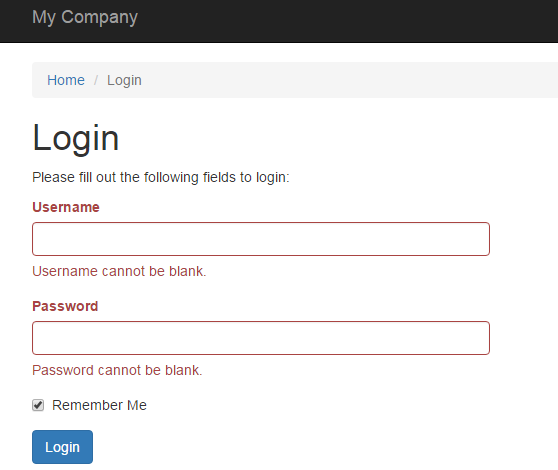 My Company
Home / Login
Login
Please fill out the following fields to login:
Username
Username cannot be blank.
Password
Password cannot be blank.
Remember Me
Login